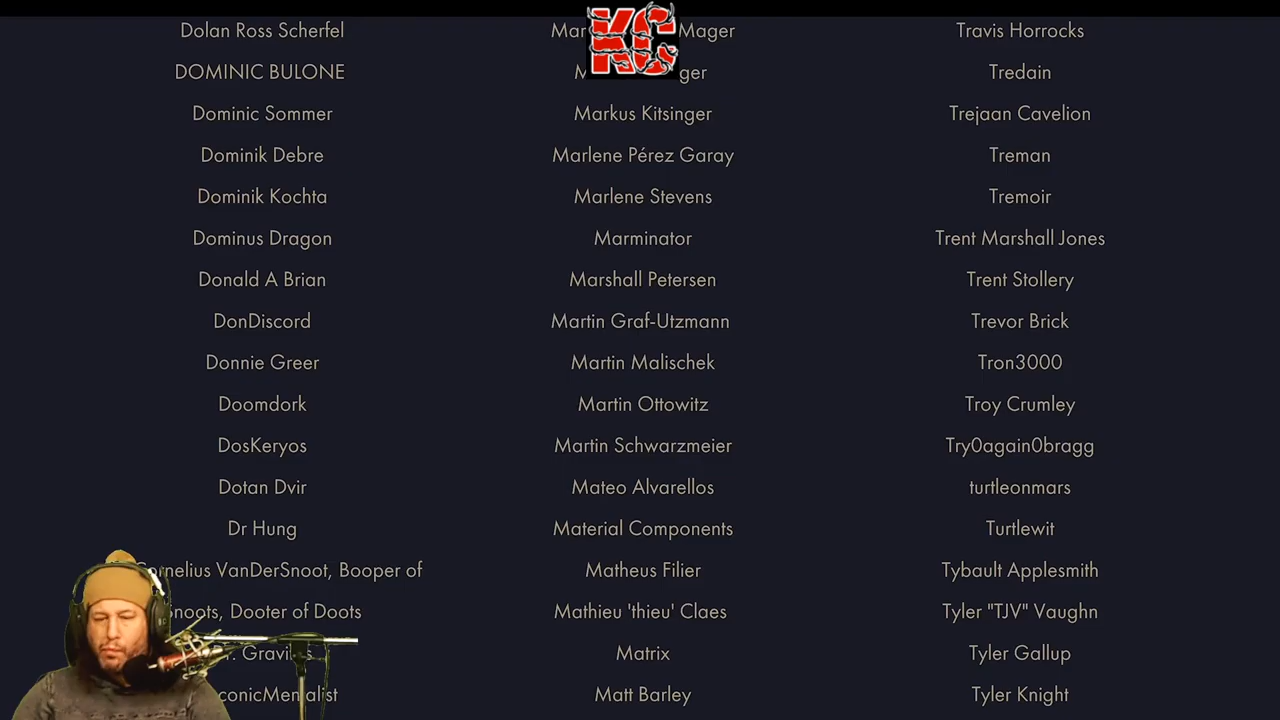 Dolan Ross Scherfel
DOMINIC BULONE
Dominic Sommer
Dominik Debre
Dominik Kochta
Dominus Dragon
Donald A Brian
DonDiscord
Donnie Greer
Doomdork
DosKeryos
Dotan Dvir
Dr Hung
VanDerSnoot, Booper of
Dooter of Doots
KC
Mager
Markus Kitsinger
Marlene Pérez Garay
Marlene Stevens
Marminator
Marshall Petersen
Martin Graf-Utzmann
Martin Malischek
Martin Ottowitz
Martin Schwarzmeier
Mateo Alvarellos
Material Components
Matheus Filier
Mathieu 'thieu' Claes
Matrix
Matt Barley
Travis Horrocks
Tredain
Trejaan Cavelion
Treman
Tremoir
Trent Marshall Jones
Trent Stollery
Trevor Brick
Tron3000
Troy Crumley
Try0again0bragg
turtleonmars
Turtlewit
Tybault Applesmith
Tyler "TJV" Vaughn
Tyler Gallup
Tyler Knight